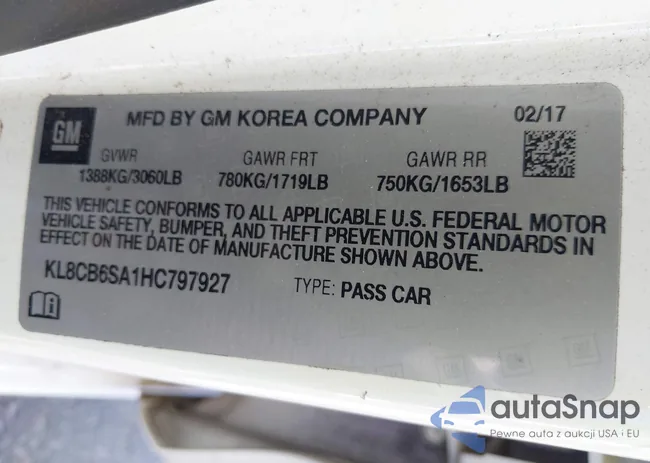 GM
MFD BY GM KOREA COMPANY 02/17
GVWR GAWR FRT GAWR RR
1388KG/3060LB 780KG/1719LB 750KG/1653LB
THIS VEHICLE CONFORMS TO ALL APPLICABLE U.S. FEDERAL MOTOR
VEHICLE SAFETY, BUMPER, AND THEFT PREVENTION STANDARDS IN
EFFECT ON THE DATE OF MANUFACTURE SHOWN ABOVE.
KL8CB6SA1HC797927 TYPE: PASS CAR
autoSnap
Pewne auta z aukcji USA i EU